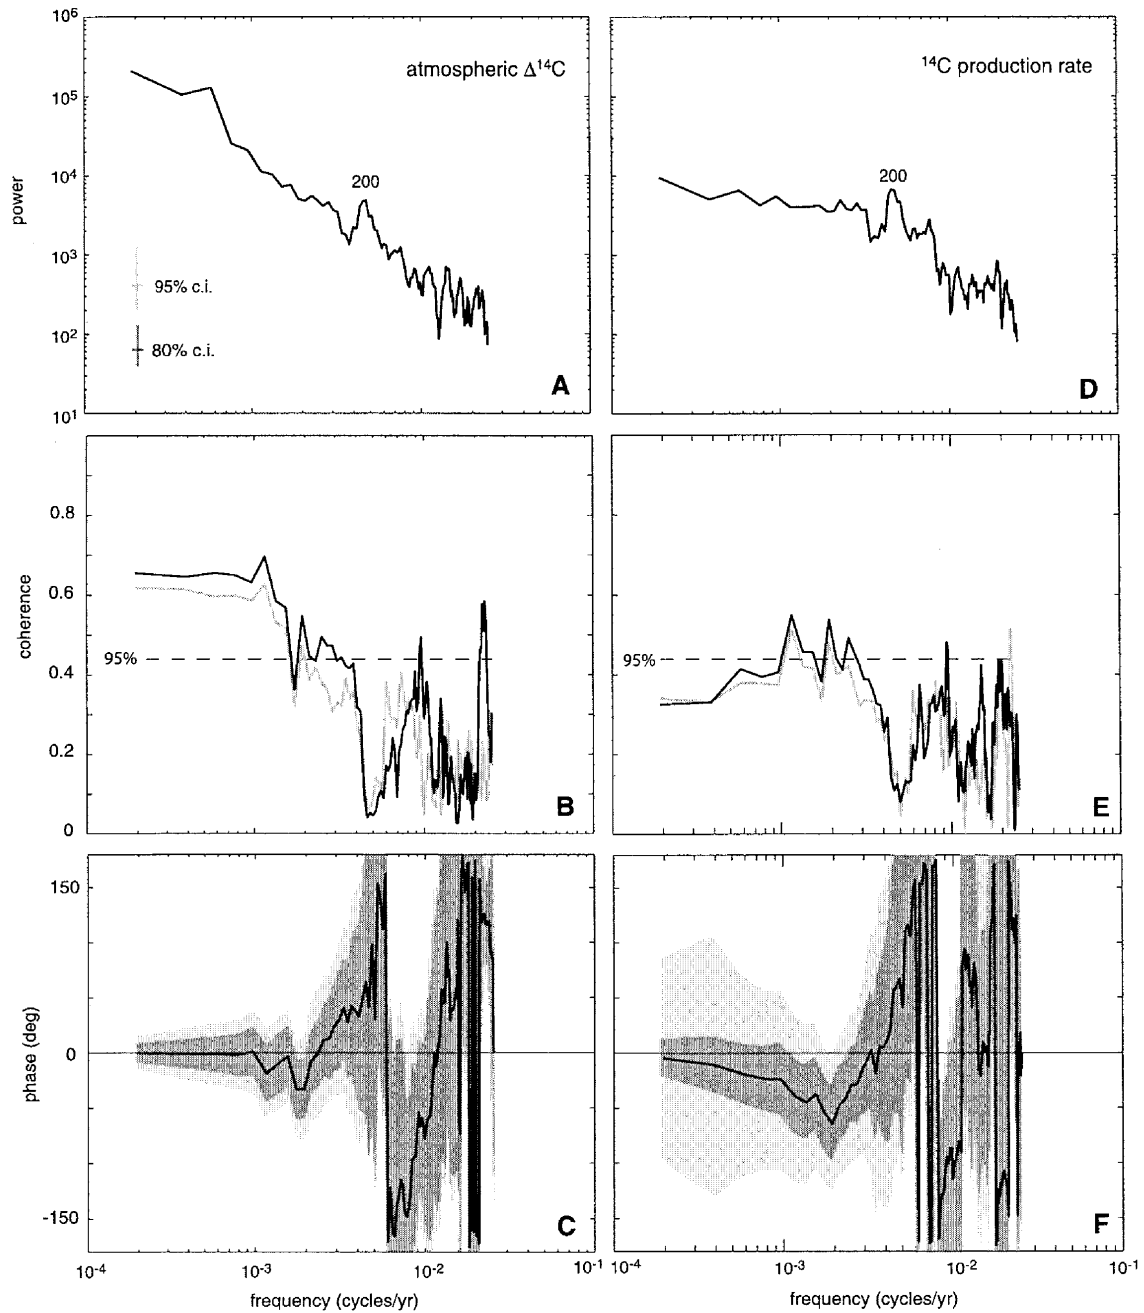 10⁶
10⁵
10⁴
10³
10²
10¹
power
atmospheric Δ¹⁴C
200
95% c.i.
80% c.i.
A
¹⁴C production rate
200
D
0.8
0.6
0.4
0.2
0
coherence
95%
B
95%
E
150
0
-150
phase (deg)
C
F
10⁻⁴ 10⁻³ 10⁻² 10⁻¹
frequency (cycles/yr)
10⁻⁴ 10⁻³ 10⁻² 10⁻¹
frequency (cycles/yr)